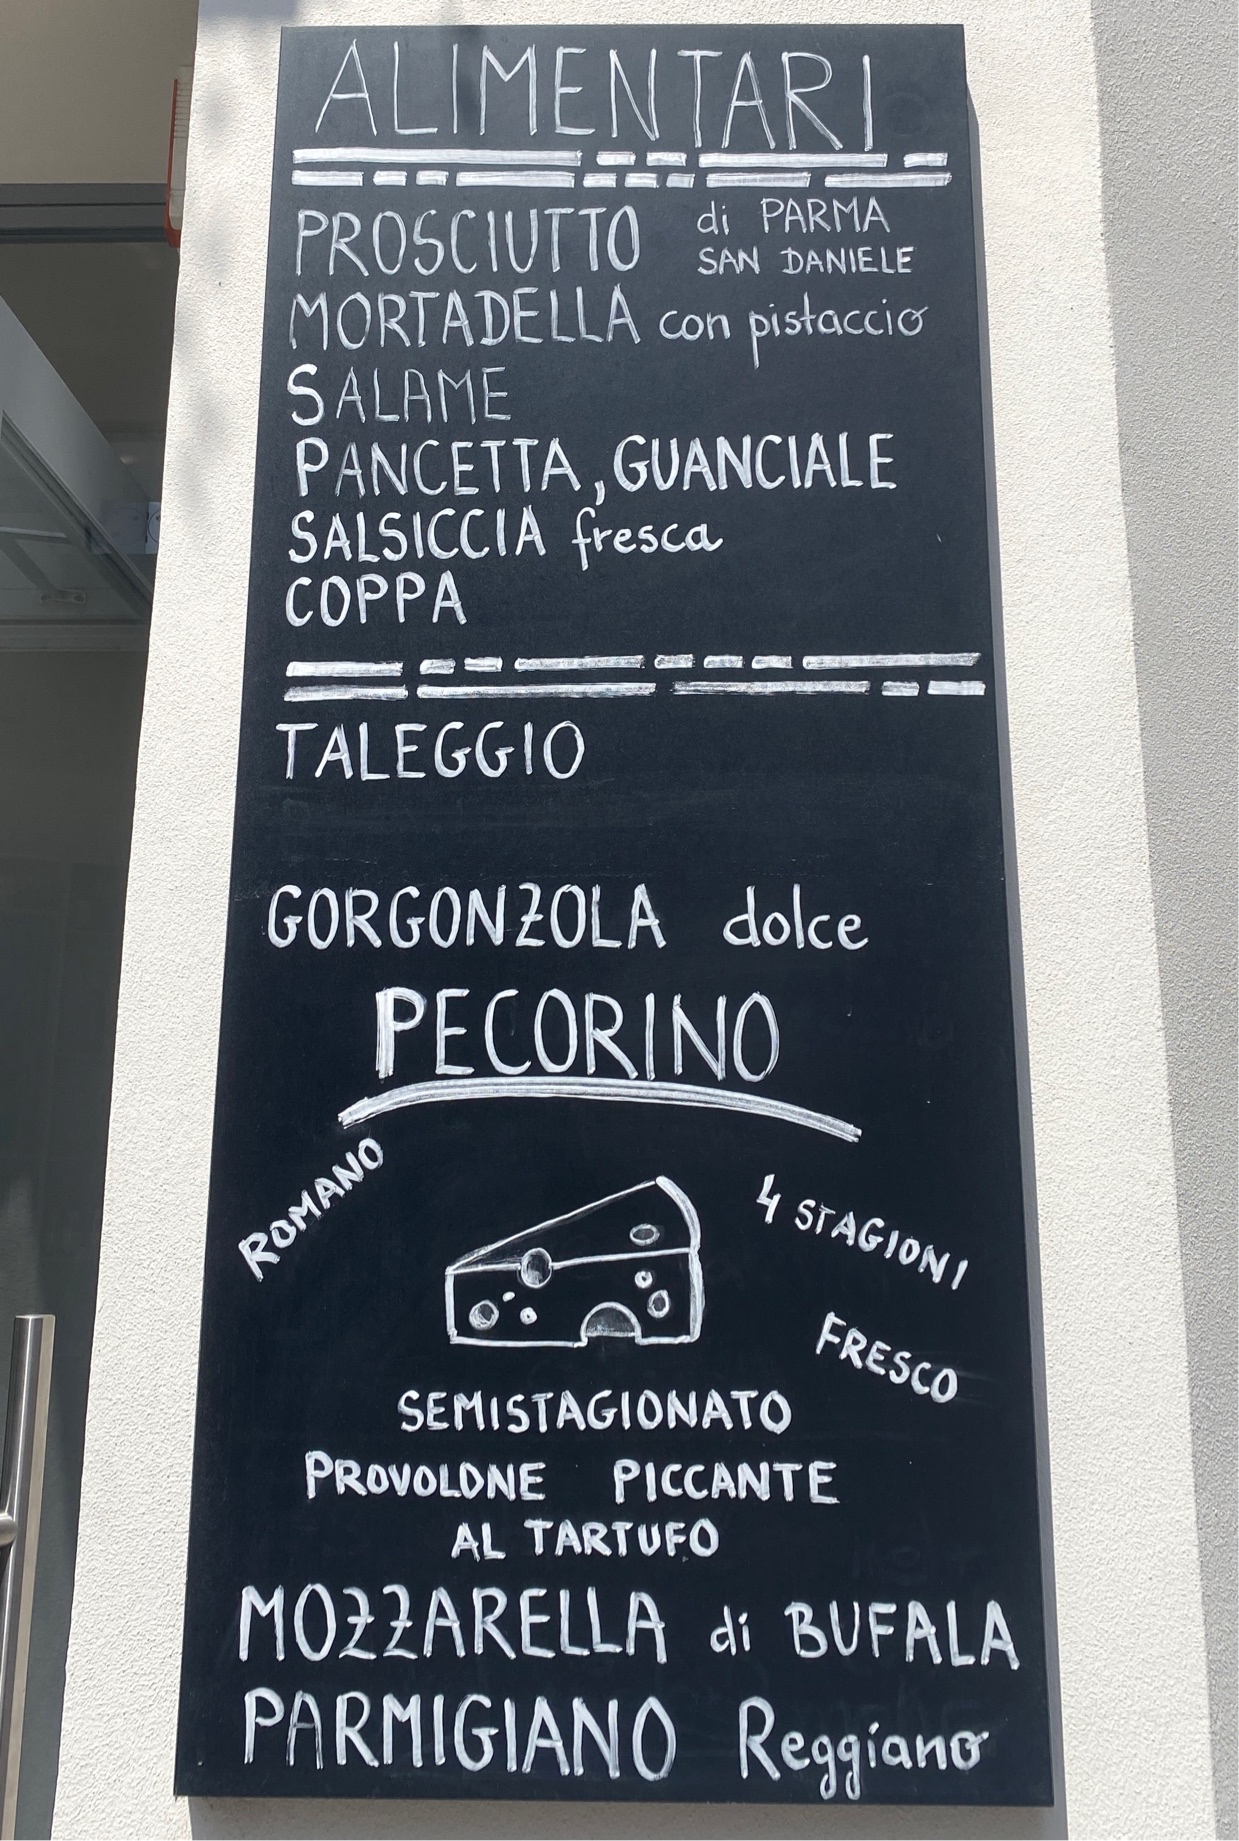 ALIMENTARI
PROSCIUTTO di PARMA
SAN DANIELE
MORTADELLA con pistaccio
SALAME
PANCETTA, GUANCIALE
SALSICCIA fresca
COPPA
TALEGGIO
GORGONZOLA dolce
PECORINO
ROMANO
4 STAGIONI
FRESCO
SEMISTAGIONATO
PROVOLONE PICCANTE
AL TARTUFO
MOZZARELLA di BUFALA
PARMIGIANO Reggiano